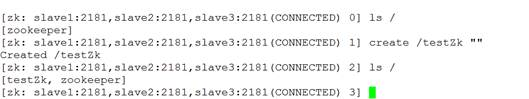 [zk: slave1:2181,slave2:2181,slave3:2181(CONNECTED) 0] ls /
[zookeeper]
[zk: slave1:2181,slave2:2181,slave3:2181(CONNECTED) 1] create /testZk ""
Created /testZk
[zk: slave1:2181,slave2:2181,slave3:2181(CONNECTED) 2] ls /
[testZk, zookeeper]
[zk: slave1:2181,slave2:2181,slave3:2181(CONNECTED) 3]